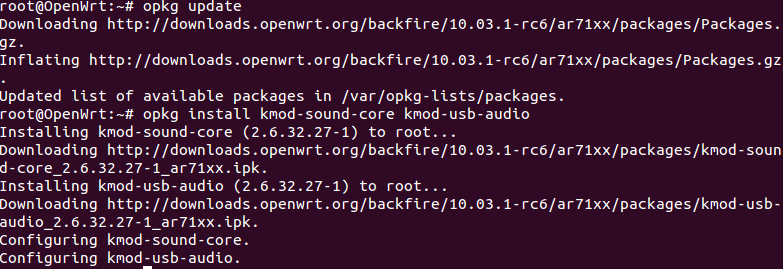 root@OpenWrt:~# opkg update
Downloading http://downloads.openwrt.org/backfire/10.03.1-rc6/ar71xx/packages/Packages.
gz.
Inflating http://downloads.openwrt.org/backfire/10.03.1-rc6/ar71xx/packages/Packages.gz
.
Updated list of available packages in /var/opkg-lists/packages.
root@OpenWrt:~# opkg install kmod-sound-core kmod-usb-audio
Installing kmod-sound-core (2.6.32.27-1) to root...
Downloading http://downloads.openwrt.org/backfire/10.03.1-rc6/ar71xx/packages/kmod-soun
d-core_2.6.32.27-1_ar71xx.ipk.
Installing kmod-usb-audio (2.6.32.27-1) to root...
Downloading http://downloads.openwrt.org/backfire/10.03.1-rc6/ar71xx/packages/kmod-usb-
audio_2.6.32.27-1_ar71xx.ipk.
Configuring kmod-sound-core.
Configuring kmod-usb-audio.